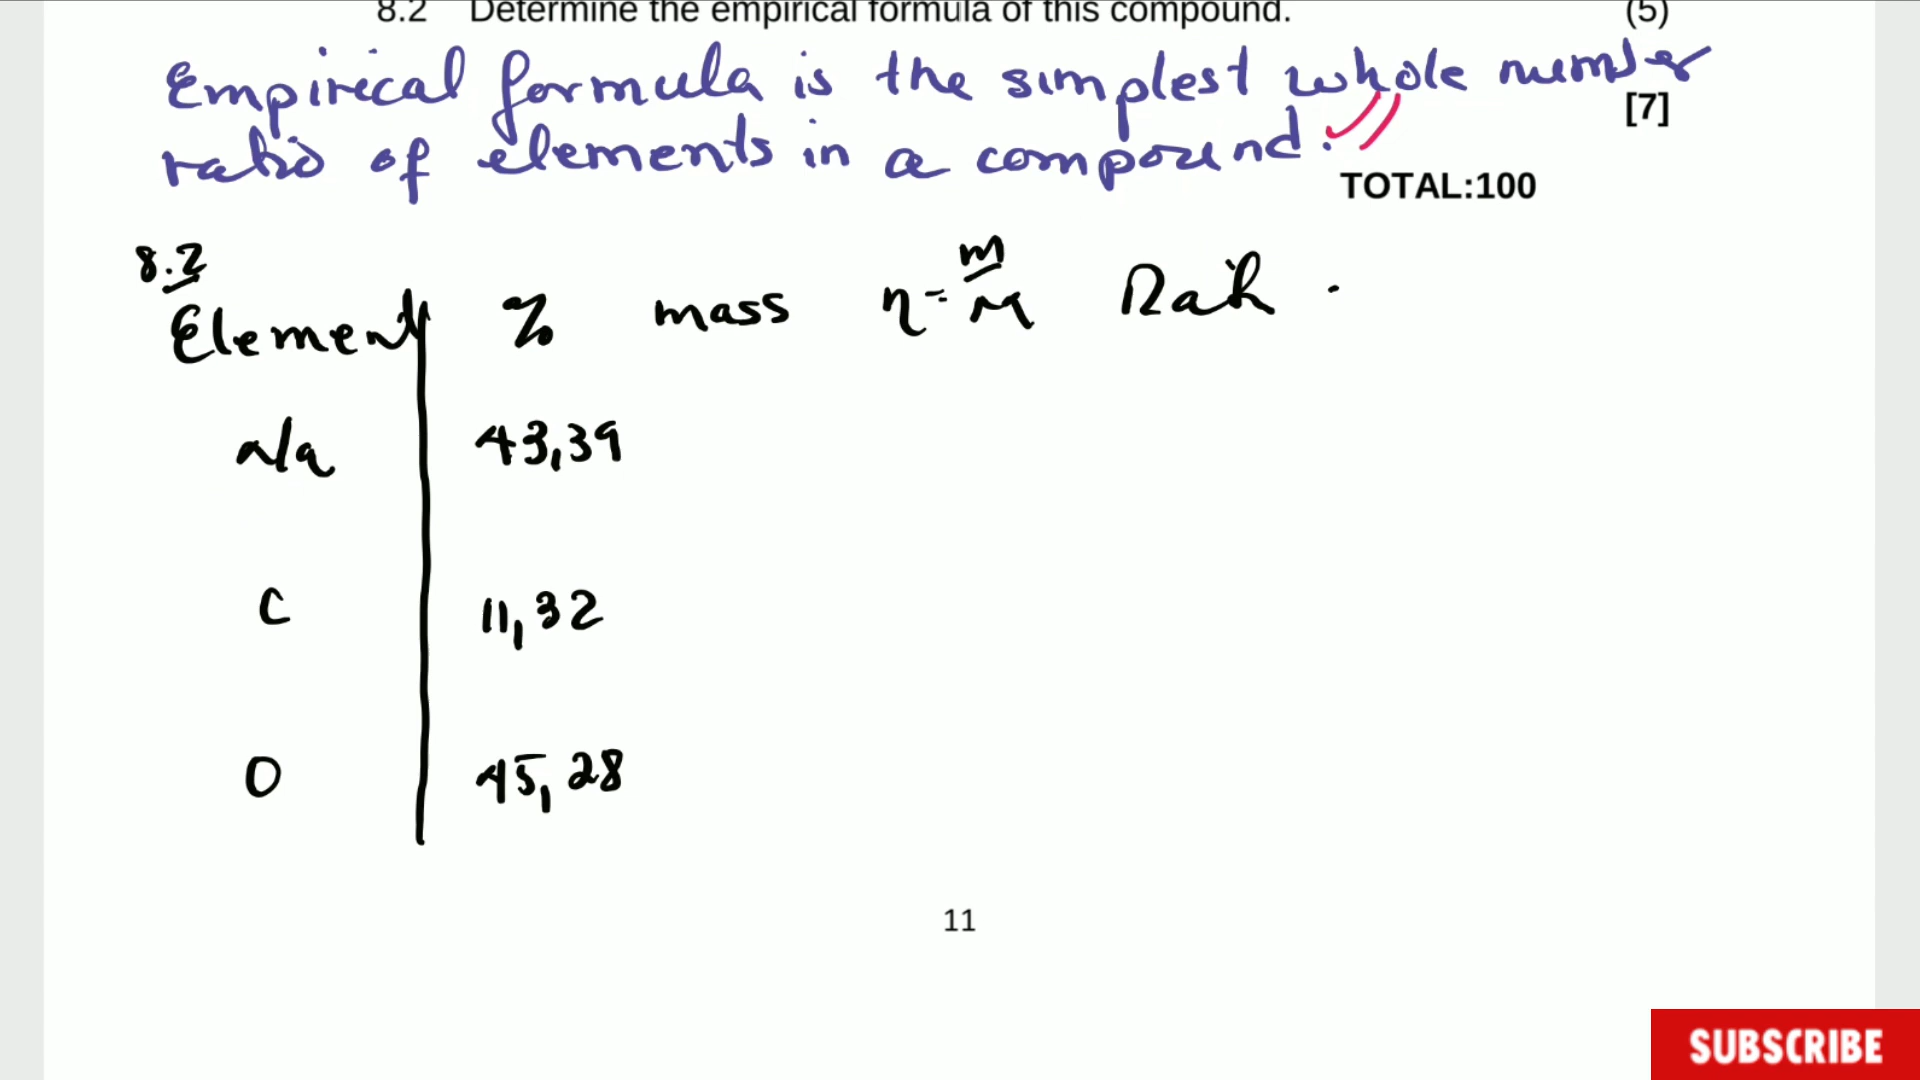 8.2 Determine the empirical formula of this compound. (5)
Empirical formula is the simplest whole number
[7]
ratio of elements in a compound.
TOTAL:100
8.2
Element % mass n = m/M
Na 43,39
C 11,32
O 45,28
11
SUBSCRIBE